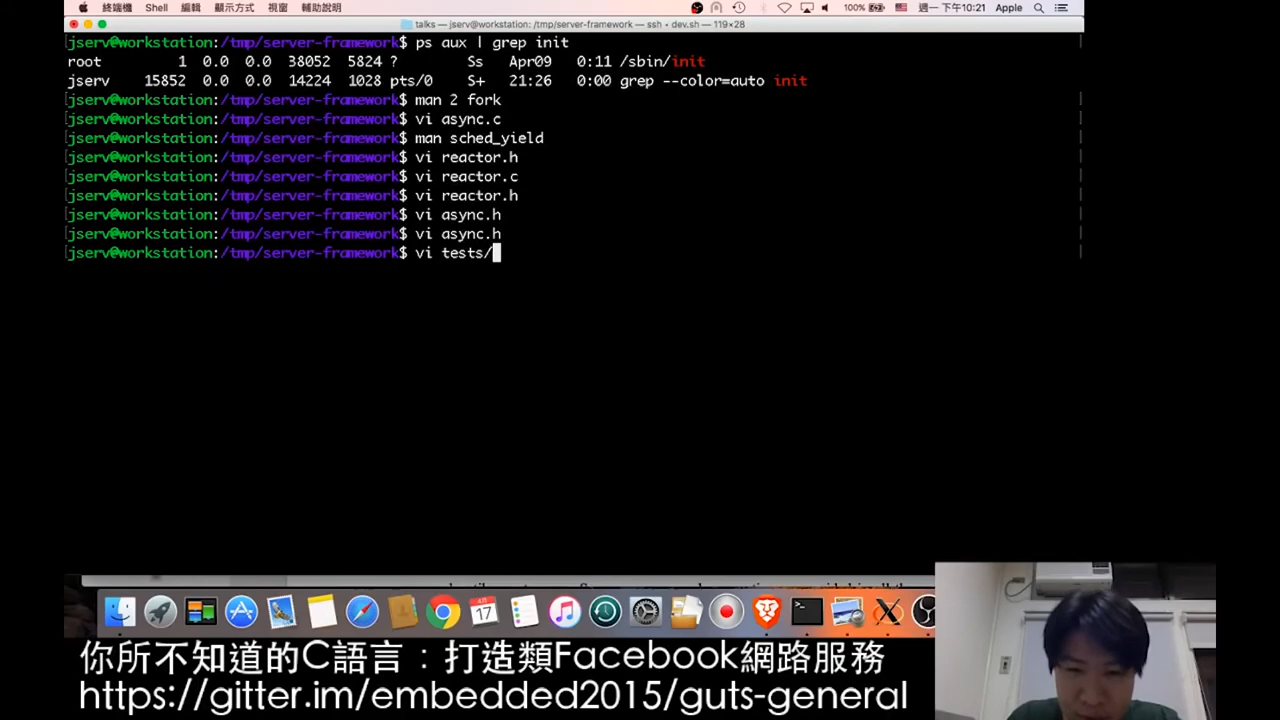 終端機 Shell 編輯 顯示方式 視窗 輔助說明 100% 週一 下午10:21 Apple
talks — jserv@workstation: /tmp/server-framework — ssh • dev.sh — 119×28
jserv@workstation:/tmp/server-framework$ ps aux | grep init
root 1 0.0 0.0 38052 5824 ? Ss Apr09 0:11 /sbin/init
jserv 15852 0.0 0.0 14224 1028 pts/0 S+ 21:26 0:00 grep --color=auto init
jserv@workstation:/tmp/server-framework$ man 2 fork
jserv@workstation:/tmp/server-framework$ vi async.c
jserv@workstation:/tmp/server-framework$ man sched_yield
jserv@workstation:/tmp/server-framework$ vi reactor.h
jserv@workstation:/tmp/server-framework$ vi reactor.c
jserv@workstation:/tmp/server-framework$ vi reactor.h
jserv@workstation:/tmp/server-framework$ vi async.h
jserv@workstation:/tmp/server-framework$ vi async.h
jserv@workstation:/tmp/server-framework$ vi tests/
17
你所不知道的C語言：打造類Facebook網路服務
https://gitter.im/embedded2015/guts-general